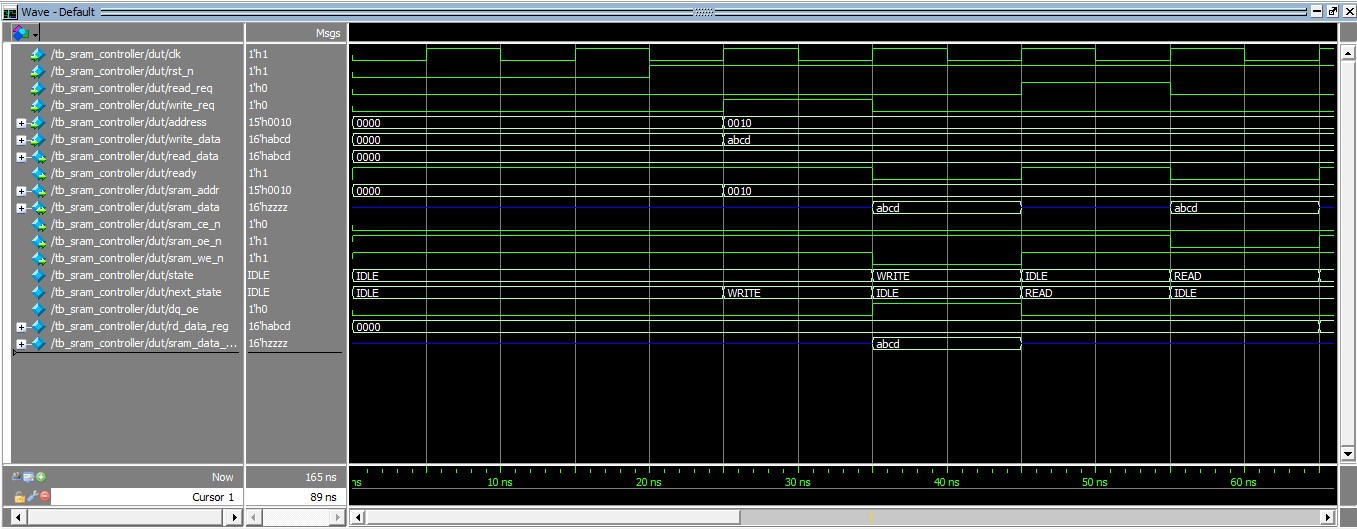 Wave - Default
Msgs
/tb_sram_controller/dut/clk 1'h1
/tb_sram_controller/dut/rst_n 1'h1
/tb_sram_controller/dut/read_req 1'h0
/tb_sram_controller/dut/write_req 1'h0
/tb_sram_controller/dut/address 15'h0010 0000 0010
/tb_sram_controller/dut/write_data 16'habcd 0000 abcd
/tb_sram_controller/dut/read_data 16'habcd 0000
/tb_sram_controller/dut/ready 1'h1
/tb_sram_controller/dut/sram_addr 15'h0010 0000 0010
/tb_sram_controller/dut/sram_data 16'hzzzz abcd abcd
/tb_sram_controller/dut/sram_ce_n 1'h0
/tb_sram_controller/dut/sram_oe_n 1'h1
/tb_sram_controller/dut/sram_we_n 1'h1
/tb_sram_controller/dut/state IDLE IDLE WRITE IDLE READ
/tb_sram_controller/dut/next_state IDLE IDLE WRITE IDLE READ IDLE
/tb_sram_controller/dut/dq_oe 1'h0
/tb_sram_controller/dut/rd_data_reg 16'habcd 0000
/tb_sram_controller/dut/sram_data_... 16'hzzzz abcd
Now 165 ns ns 10 ns 20 ns 30 ns 40 ns 50 ns 60 ns
Cursor 1 89 ns